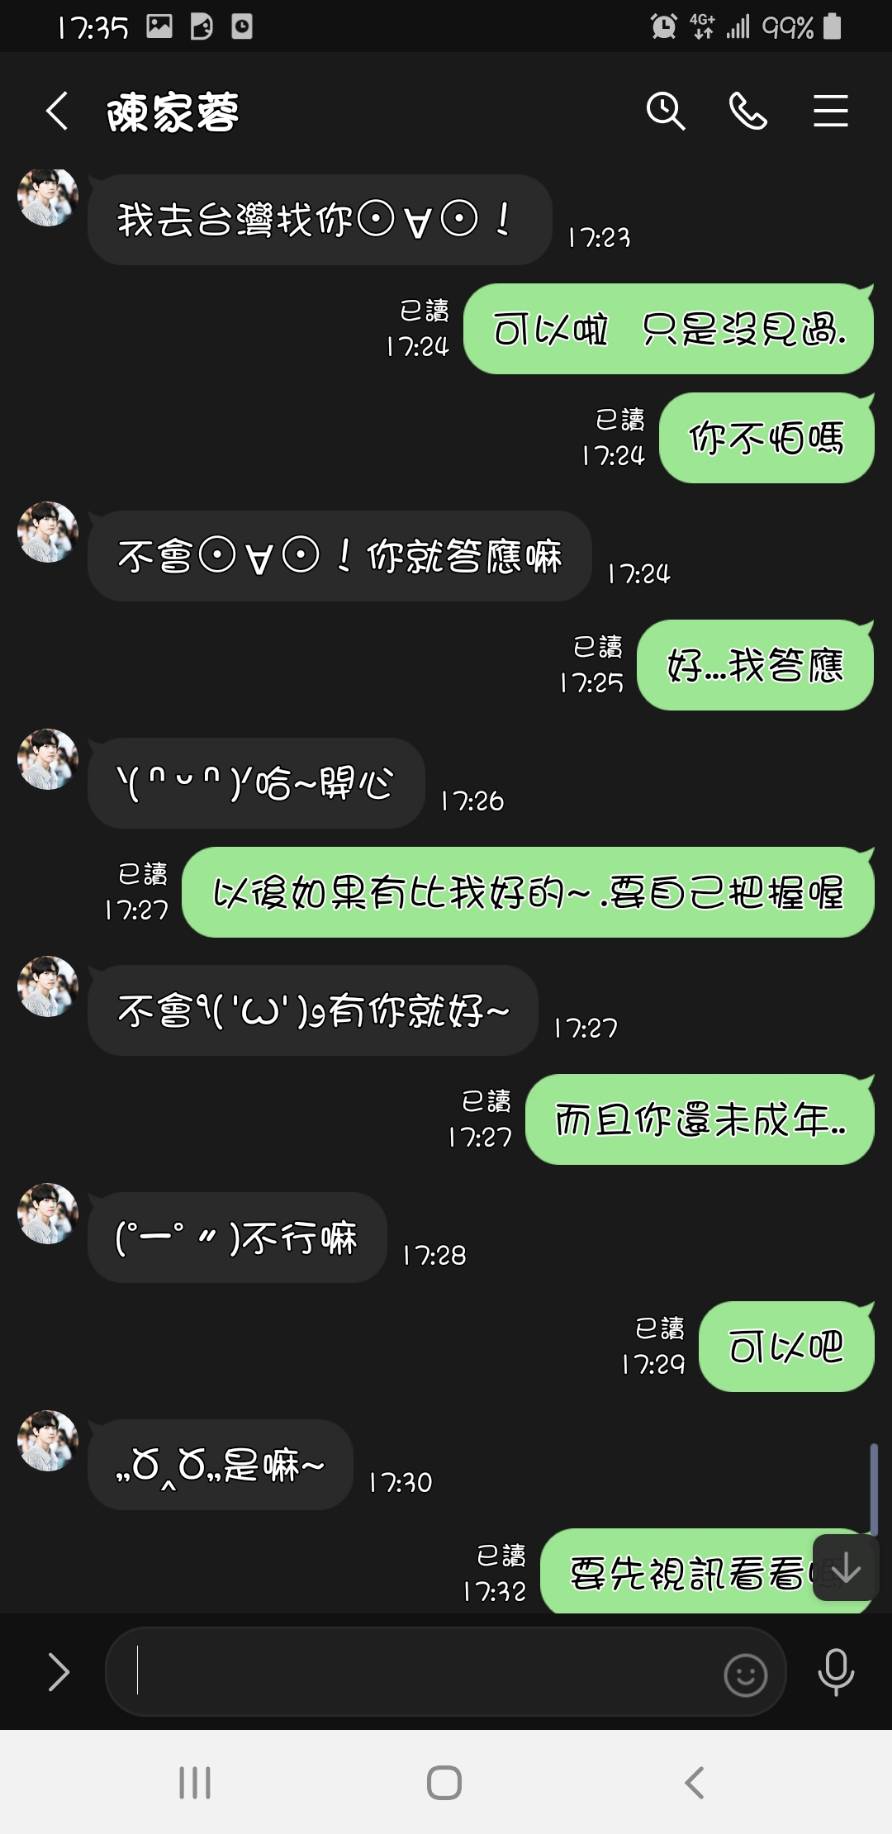 17:35
4G+ 99%
陳家蓉
我去台灣找你⊙∀⊙！
17:23
已讀
17:24
可以啦 只是沒見過.
已讀
17:24
你不怕嗎
不會⊙∀⊙！你就答應嘛
17:24
已讀
17:25
好...我答應
٩(ᐢᵕᐢ)۶哈~開心
17:26
已讀
17:27
以後如果有比我好的~.要自己把握喔
不會٩( 'ω' )و有你就好~
17:27
已讀
17:27
而且你還未成年..
(°ー°〃)不行嘛
17:28
已讀
17:29
可以吧
„ծ‸ծ„是嘛~
17:30
已讀
17:32
要先視訊看看